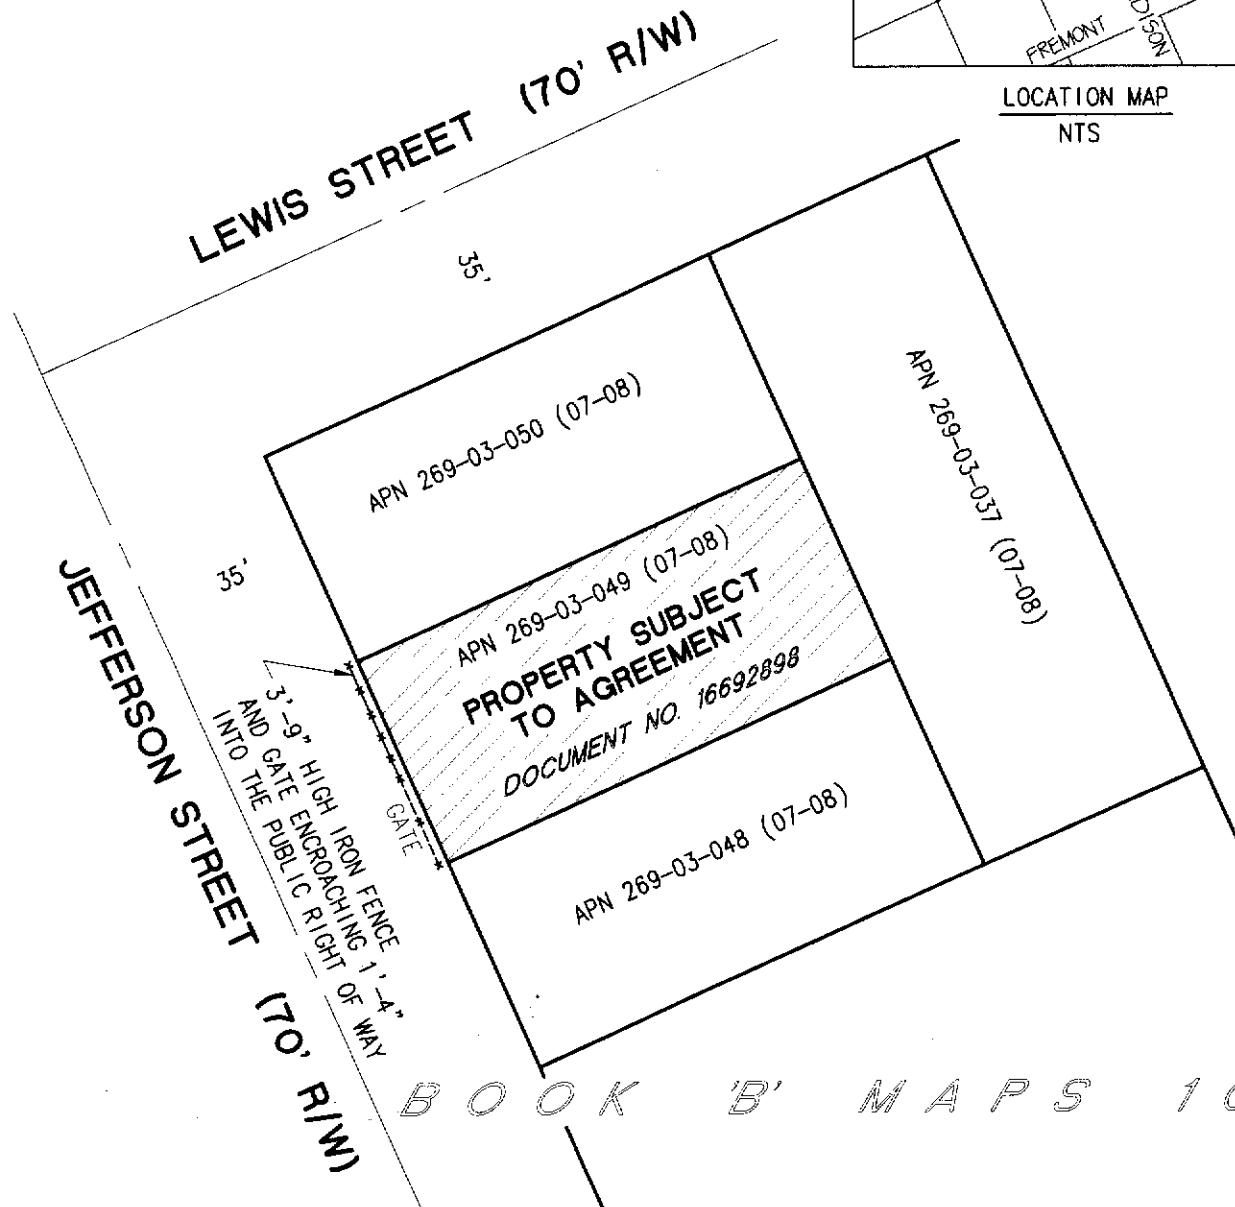 FREMONT
LOCATION MAP
NTS
LEWIS STREET (70' R/W)
35'
APN 269-03-050 (07-08)
APN 269-03-037 (07-08)
35'
JEFFERSON STREET (70' R/W)
APN 269-03-049 (07-08)
PROPERTY SUBJECT
TO AGREEMENT
DOCUMENT NO. 16692898
3'-9" HIGH IRON FENCE
AND GATE ENCROACHING 1'-4"
INTO THE PUBLIC RIGHT OF WAY
GATE
APN 269-03-048 (07-08)
BOOK 'B' MAPS